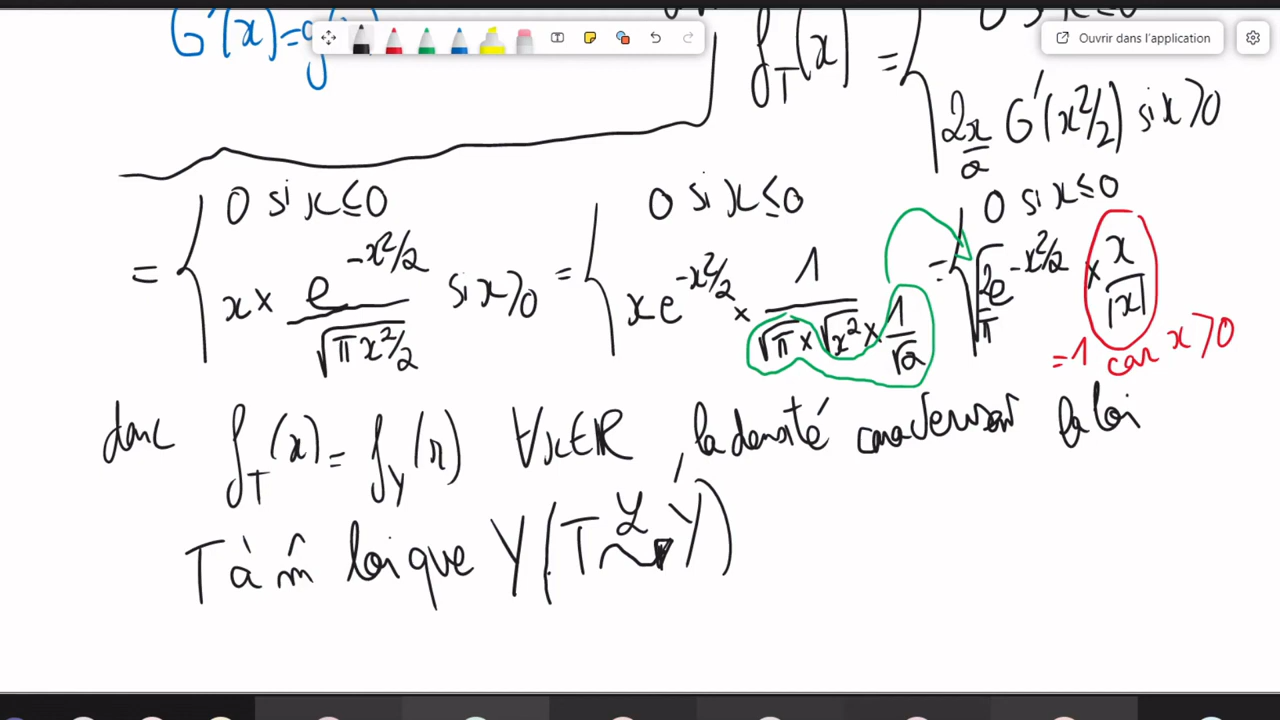 G'(x)=g(
Ouvrir dans l'application
0 si x≤0
f_T(x) =
2x/2 G'(x²/2) si x>0
= { 0 si x≤0
x × e^(-x²/2) / √(πx²/2) si x>0
= { 0 si x≤0
x e^(-x²/2) × 1 / (√π × √x² × 1/√2)
= { 0 si x≤0
√(2/π) e^(-x²/2) × x/|x|
=1 car x>0
donc f_T(x) = f_Y(x) ∀x∈ℝ, la densité caractérisant la loi
T à m̂ loi que Y (T ~ Y)